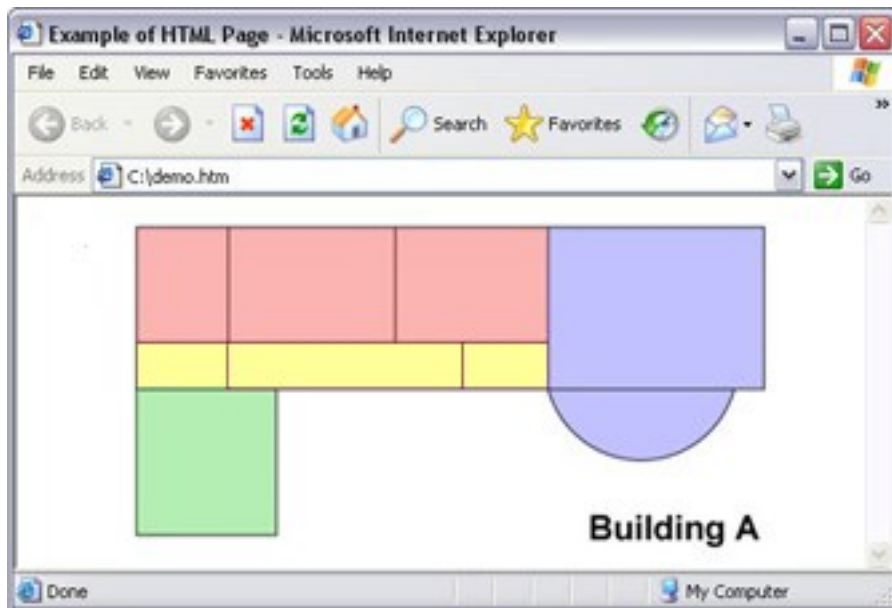 Example of HTML Page - Microsoft Internet Explorer
File Edit View Favorites Tools Help
Back Search Favorites »
Address C:\demo.htm Go
Building A
Done My Computer